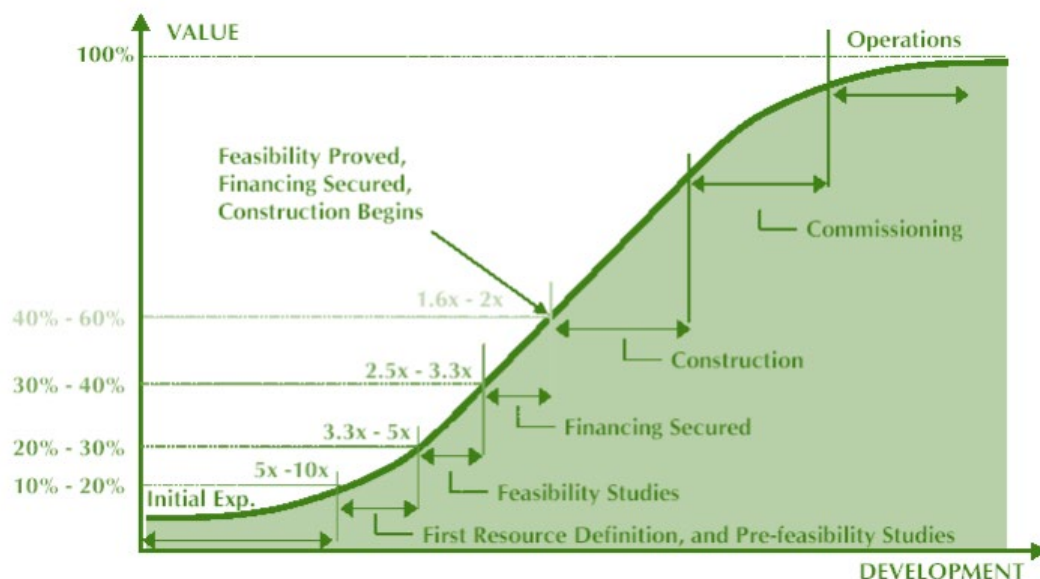 VALUE
100%
Operations
Feasibility Proved,
Financing Secured,
Construction Begins
Commissioning
1.6x - 2x
40% - 60%
Construction
2.5x - 3.3x
30% - 40%
Financing Secured
3.3x - 5x
20% - 30%
5x -10x
10% - 20%
Feasibility Studies
Initial Exp.
First Resource Definition, and Pre-feasibility Studies
DEVELOPMENT